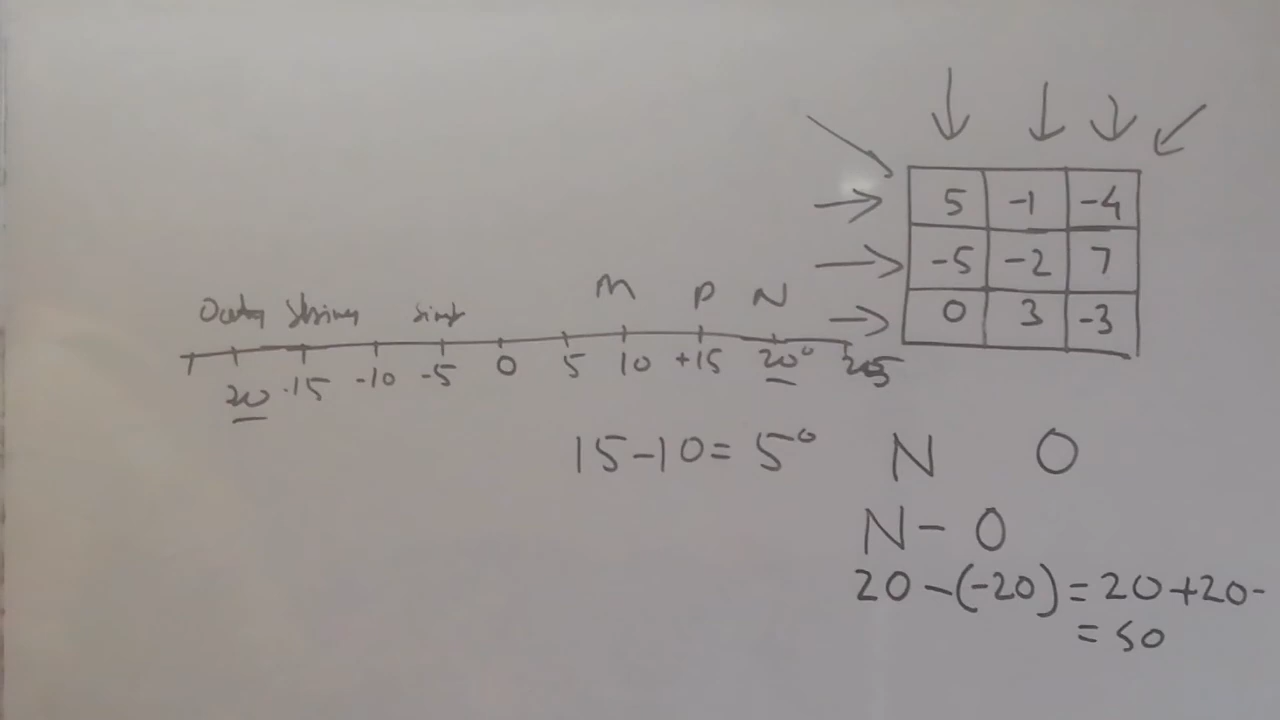 5 -1 -4
-5 -2 7
0 3 -3
M P N
20 -15 -10 -5 0 5 10 +15 20° 25
15-10=5° N O
N-O
20-(-20)=20+20-
=50